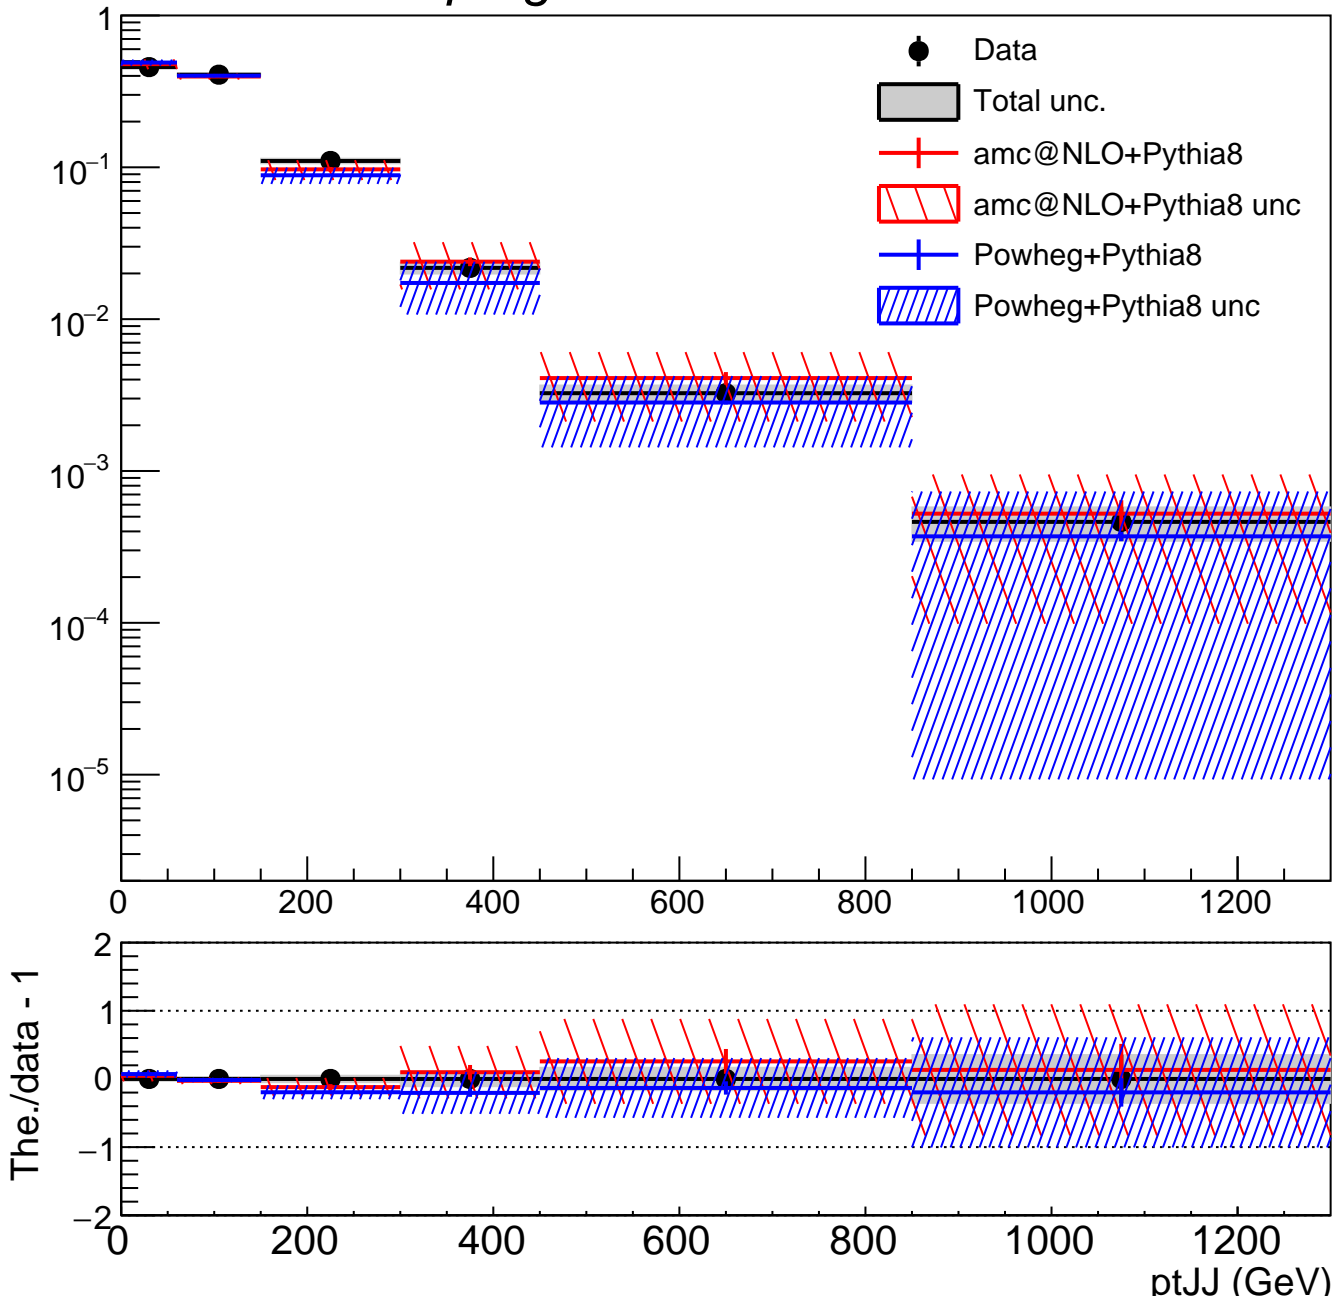 1
Data
Total unc.
amc@NLO+Pythia8
amc@NLO+Pythia8 unc
Powheg+Pythia8
Powheg+Pythia8 unc
10⁻¹
10⁻²
10⁻³
10⁻⁴
10⁻⁵
0 200 400 600 800 1000 1200
The./data - 1
2
1
0
−1
−2
0 200 400 600 800 1000 1200
ptJJ (GeV)